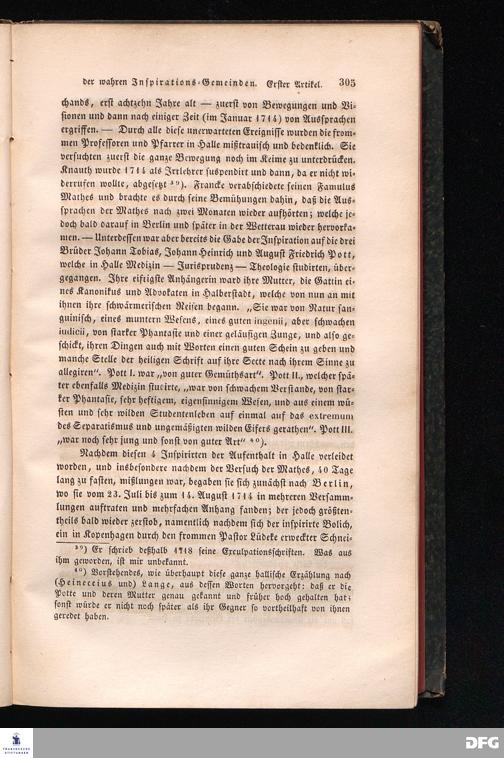 der wahren Inspirations-Gemeinden. Erster Artikel. 305
chands, erst achtzehn Jahre alt — zuerst von Bewegungen und Vi-
sionen und dann nach einiger Zeit (im Januar 1714) von Aussprachen
ergriffen. — Durch alle diese unerwarteten Ereignisse wurden die from-
men Professoren und Pfarrer in Halle mißtrauisch und bedenklich. Sie
versuchten zuerst die ganze Bewegung noch im Keime zu unterdrücken.
Knauth wurde 1714 als Irrlehrer suspendirt und dann, da er nicht wi-
derrufen wollte, abgesetzt ³⁹). Francke verabschiedete seinen Famulus
Mathes und brachte es durch seine Bemühungen dahin, daß die Aus-
sprachen der Mathes nach zwei Monaten wieder aufhörten; welche je-
doch bald darauf in Berlin und später in der Wetterau wieder hervorka-
men. — Unterdessen war aber bereits die Gabe der Inspiration auf die drei
Brüder Johann Tobias, Johann Heinrich und August Friedrich Pott,
welche in Halle Medizin — Jurisprudenz — Theologie studirten, über-
gegangen. Ihre eifrigste Anhängerin ward ihre Mutter, die Gattin ei-
nes Kanonikus und Advokaten in Halberstadt, welche von nun an mit
ihnen ihre schwärmerischen Reisen begann. „Sie war von Natur san-
guinisch, eines muntern Wesens, eines guten ingenii, aber schwachen
iudicii, von starker Phantasie und einer geläufigen Zunge, und also ge-
schickt, ihren Dingen auch mit Worten einen guten Schein zu geben und
manche Stelle der heiligen Schrift auf ihre Secte nach ihrem Sinne zu
allegiren“. Pott I. war „von guter Gemüthsart“. Pott II., welcher spä-
ter ebenfalls Medizin studirte, „war von schwachem Verstande, von star-
ker Phantasie, sehr heftigem, eigensinnigem Wesen, und aus einem wü-
sten und sehr wilden Studentenleben auf einmal auf das extremum
des Separatismus und ungemäßigten wilden Eifers gerathen“. Pott III.
„war noch sehr jung und sonst von guter Art“ ⁴⁰).
Nachdem diesen 4 Inspirirten der Aufenthalt in Halle verleidet
worden, und insbesondere nachdem der Versuch der Mathes, 40 Tage
lang zu fasten, mißlungen war, begaben sie sich zunächst nach Berlin,
wo sie vom 23. Juli bis zum 14. August 1714 in mehreren Versamm-
lungen auftraten und mehrfachen Anhang fanden; der jedoch größten-
theils bald wieder zerstob, namentlich nachdem sich der inspirirte Bolich,
ein in Kopenhagen durch den frommen Pastor Lüdeke erweckter Schnei-
³⁹) Er schrieb deßhalb 1718 seine Exculpationsschriften. Was aus
ihm geworden, ist mir unbekannt.
⁴⁰) Vorstehendes, wie überhaupt diese ganze hallische Erzählung nach
(Heineccius und) Lange, aus dessen Worten hervorgeht: daß er die
Potte und deren Mutter genau gekannt und früher hoch gehalten hat;
sonst würde er nicht noch später als ihr Gegner so vortheilhaft von ihnen
geredet haben.
FRANCKESCHE
STIFTUNGEN
DFG